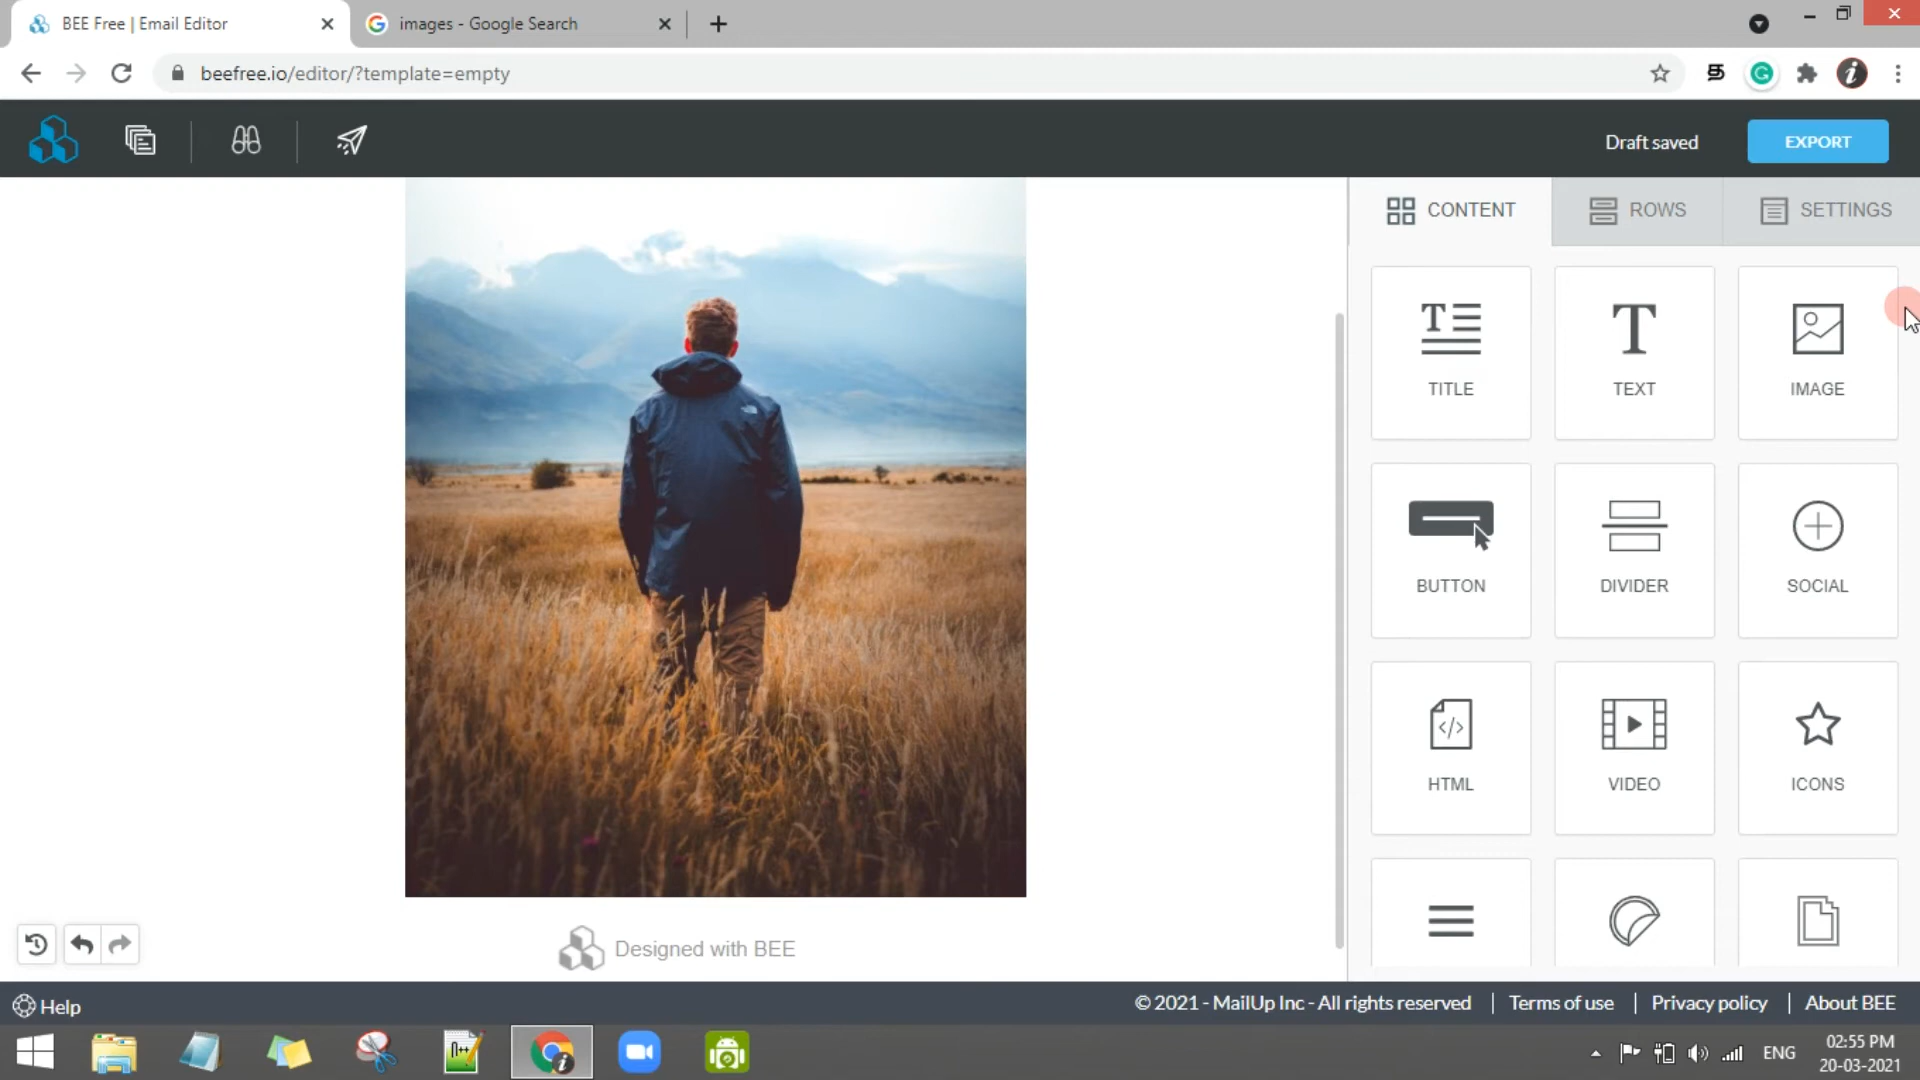 BEE Free | Email Editor
images - Google Search
beefree.io/editor/?template=empty
Draft saved
EXPORT
CONTENT
ROWS
SETTINGS
TITLE
TEXT
IMAGE
BUTTON
DIVIDER
SOCIAL
HTML
VIDEO
ICONS
Designed with BEE
Help
© 2021 - MailUp Inc - All rights reserved
Terms of use
Privacy policy
About BEE
ENG
02:55 PM
20-03-2021